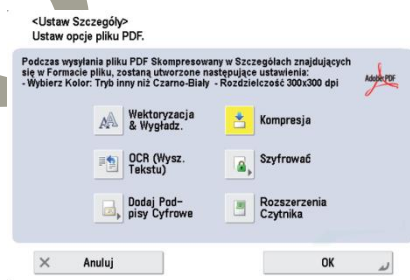 <Ustaw Szczegóły>
Ustaw opcje pliku PDF.
Podczas wysyłania pliku PDF Skompresowany w Szczegółach znajdujących
się w Formacie pliku, zostaną utworzone następujące ustawienia:
- Wybierz Kolor: Tryb inny niż Czarno-Biały - Rozdzielczość 300x300 dpi
Adobe PDF
Wektoryzacja
& Wygładz.
Kompresja
OCR (Wysz.
Tekstu)
Szyfrować
Dodaj Pod-
pisy Cyfrowe
Rozszerzenia
Czytnika
Anuluj
OK